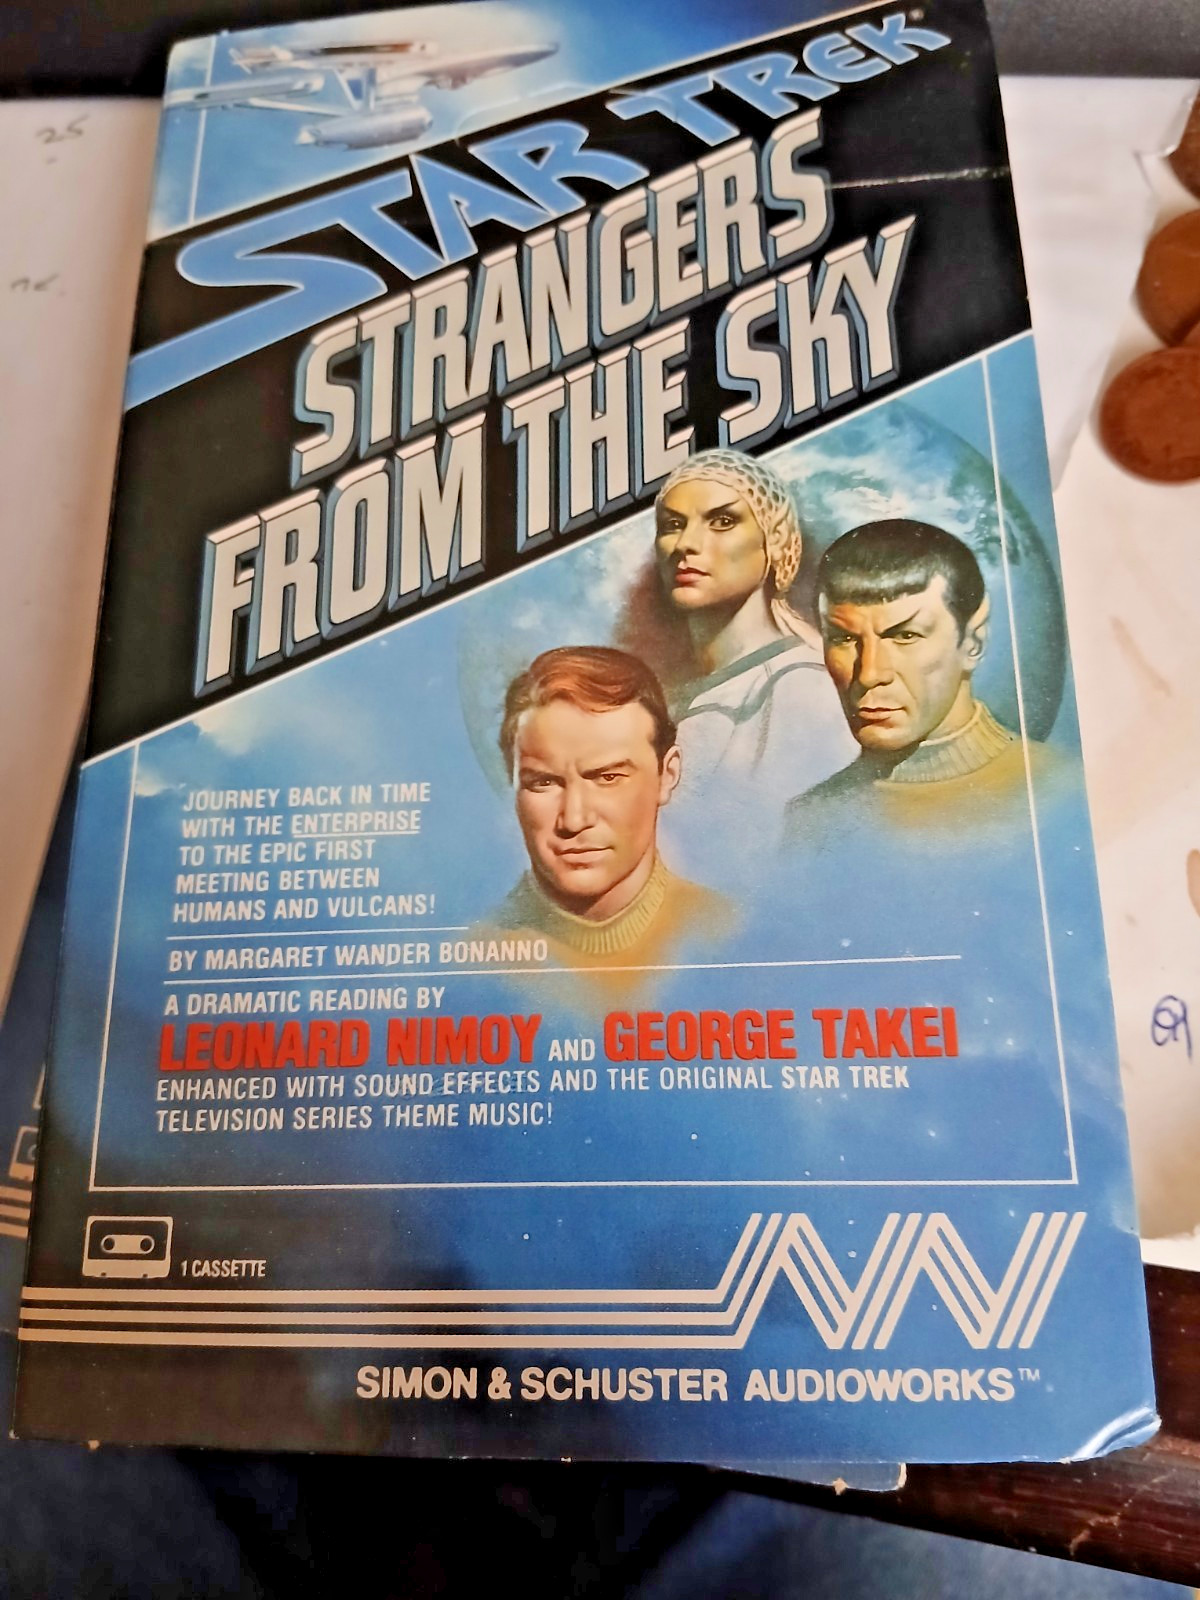 STAR TREK®
STRANGERS
FROM THE SKY
JOURNEY BACK IN TIME
WITH THE ENTERPRISE
TO THE EPIC FIRST
MEETING BETWEEN
HUMANS AND VULCANS!
BY MARGARET WANDER BONANNO
A DRAMATIC READING BY
LEONARD NIMOY AND GEORGE TAKEI
ENHANCED WITH SOUND EFFECTS AND THE ORIGINAL STAR TREK
TELEVISION SERIES THEME MUSIC!
1 CASSETTE
SIMON & SCHUSTER AUDIOWORKS™
25